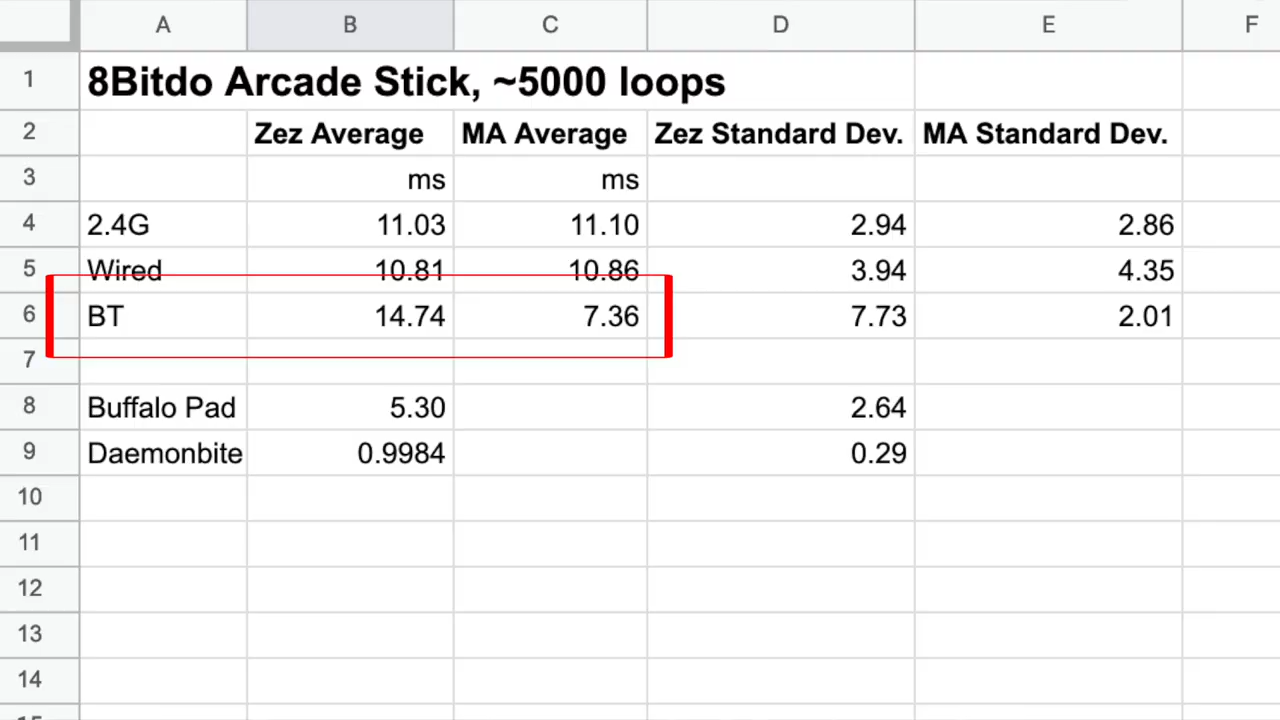 A B C D E F
1 8Bitdo Arcade Stick, ~5000 loops
2 Zez Average MA Average Zez Standard Dev. MA Standard Dev.
3 ms ms
4 2.4G 11.03 11.10 2.94 2.86
5 Wired 10.81 10.86 3.94 4.35
6 BT 14.74 7.36 7.73 2.01
7
8 Buffalo Pad 5.30 2.64
9 Daemonbite 0.9984 0.29
10
11
12
13
14